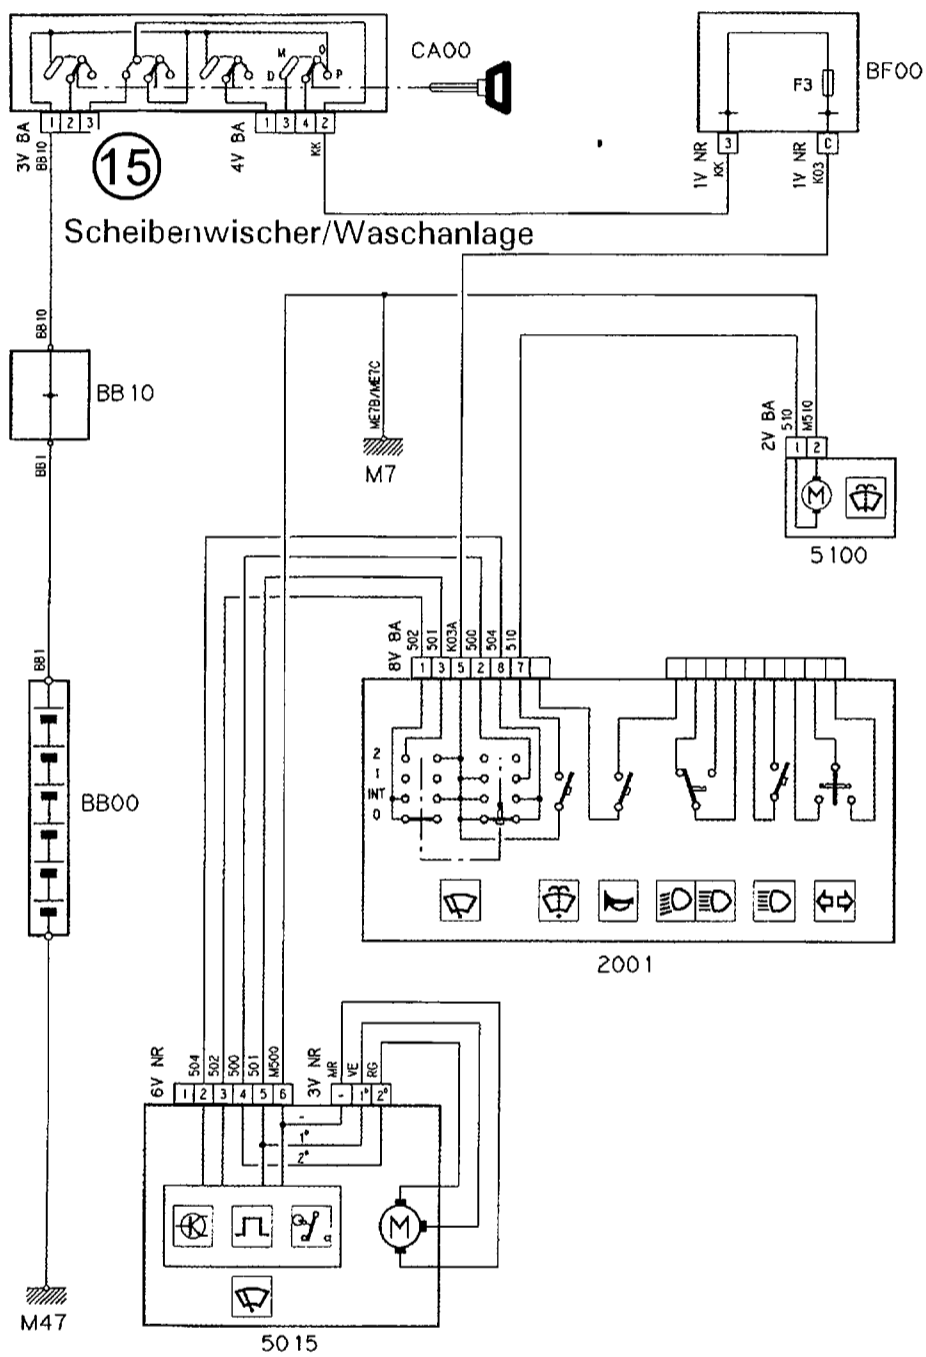 M O
D P
CA00
F3
BF00
1 2 3
1 3 4 2
3V BA
BB10
15
4V BA
KK
3
C
1V NR
KK
1V NR
K03
Scheibenwischer/Waschanlage
BB10
BB10
BB1
ME7B/ME7C
M7
2V BA
510
M510
1 2
M
5100
BB1
BB00
8V BA
502
501
K03A
500
504
510
1 3 5 2 8 7
2
1
INT
0
2001
6V NR
504
502
500
501
M500
3V NR
MR
VE
RG
1 2 3 4 5 6
- 1ª 2ª
-
1ª
2ª
M
5015
M47